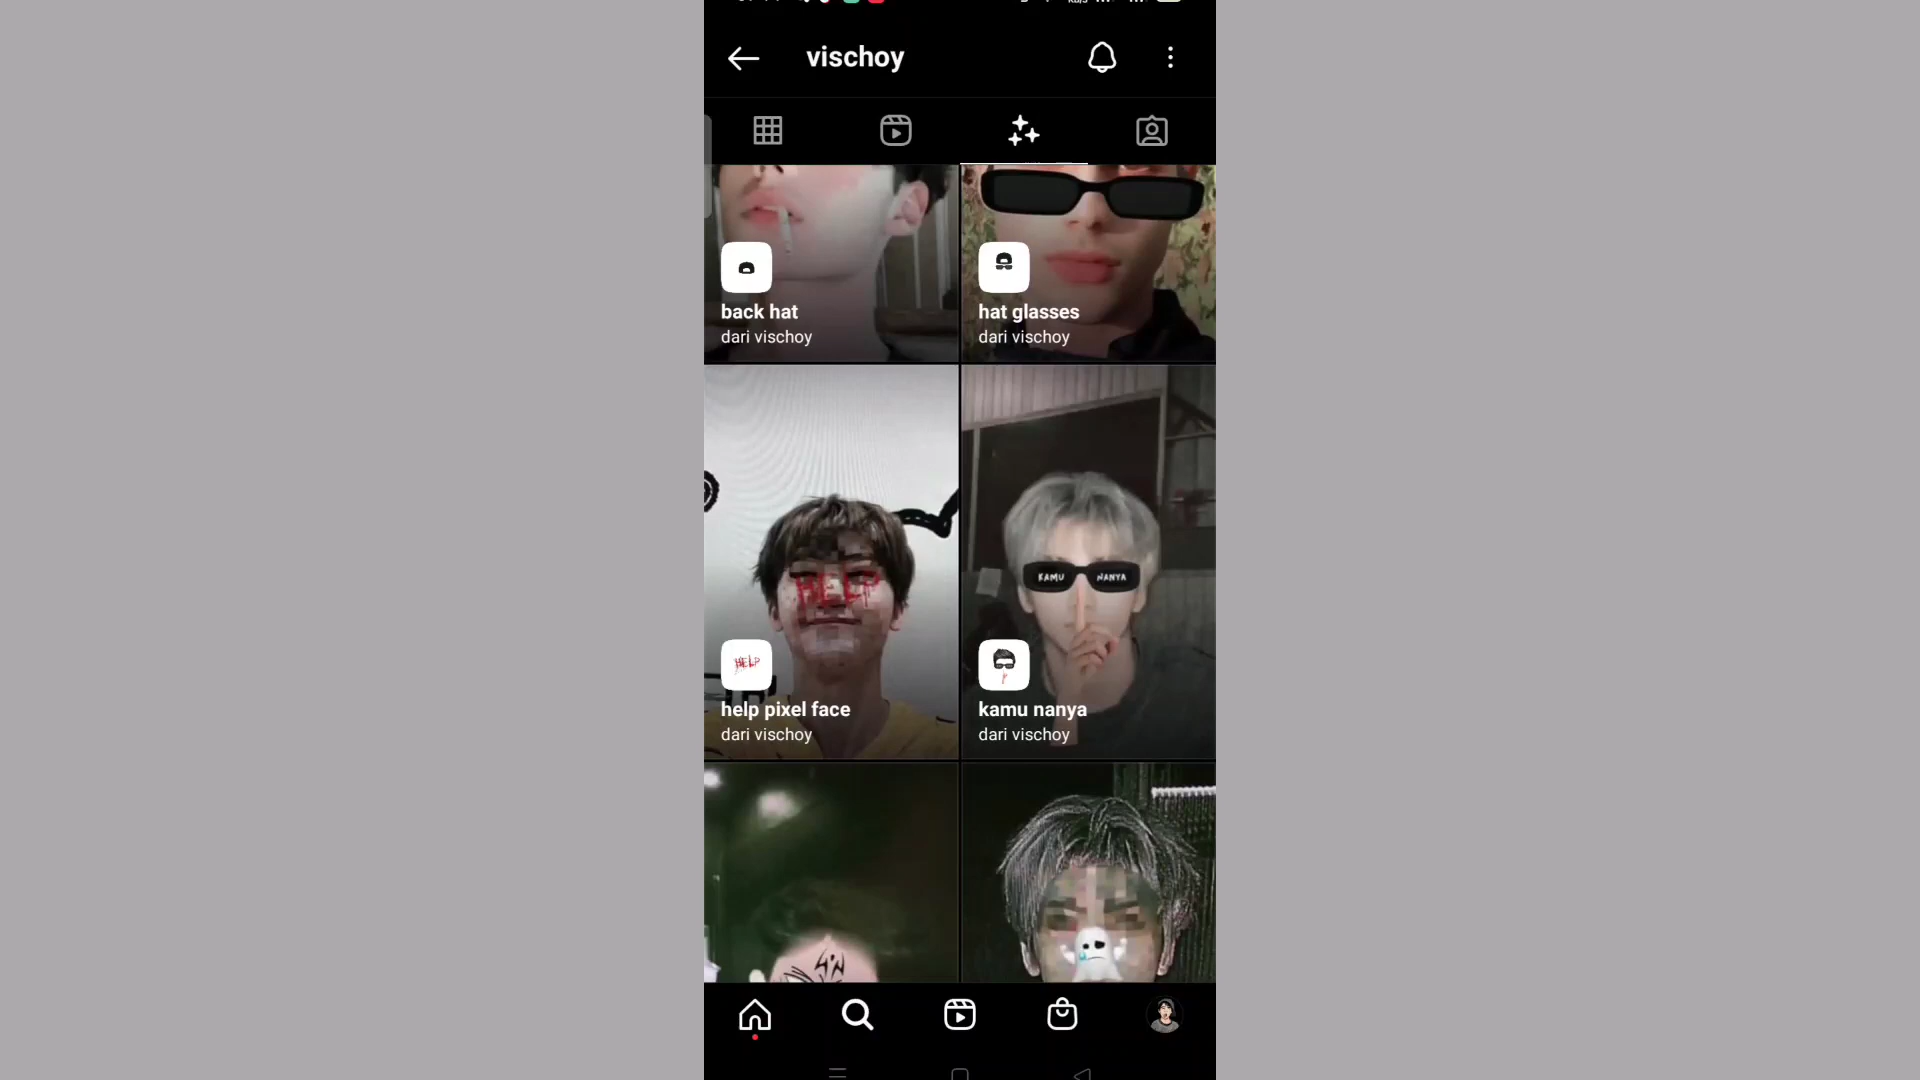 vischoy
back hat
dari vischoy
hat glasses
dari vischoy
HELP
KAMU NANYA
HELP
help pixel face
dari vischoy
kamu nanya
dari vischoy